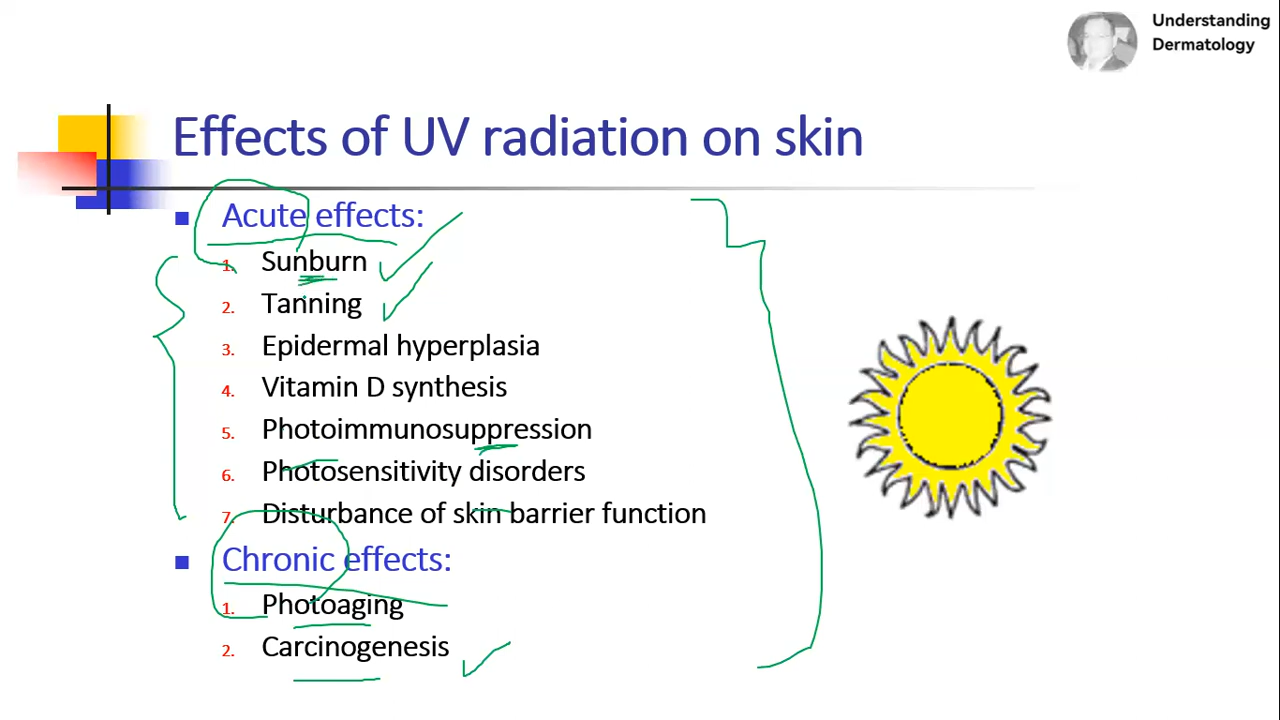 Understanding
Dermatology
Effects of UV radiation on skin
Acute effects:
1. Sunburn
2. Tanning
3. Epidermal hyperplasia
4. Vitamin D synthesis
5. Photoimmunosuppression
6. Photosensitivity disorders
7. Disturbance of skin barrier function
Chronic effects:
1. Photoaging
2. Carcinogenesis